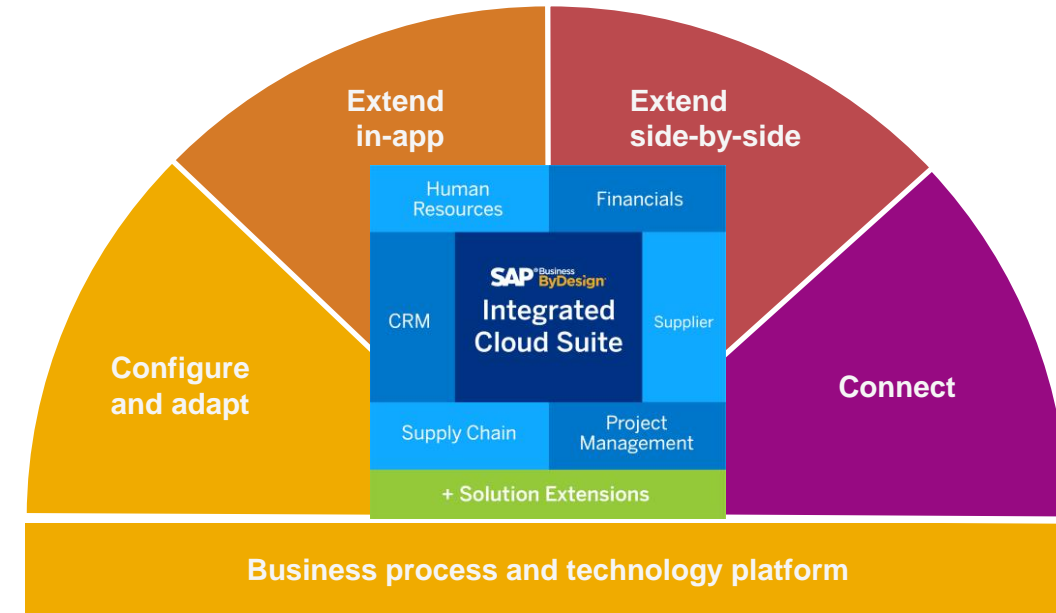 Extend
in-app
Extend
side-by-side
Human
Resources
Financials
CRM
SAP® Business
ByDesign
Integrated
Cloud Suite
Supplier
Configure
and adapt
Connect
Supply Chain
Project
Management
+ Solution Extensions
Business process and technology platform